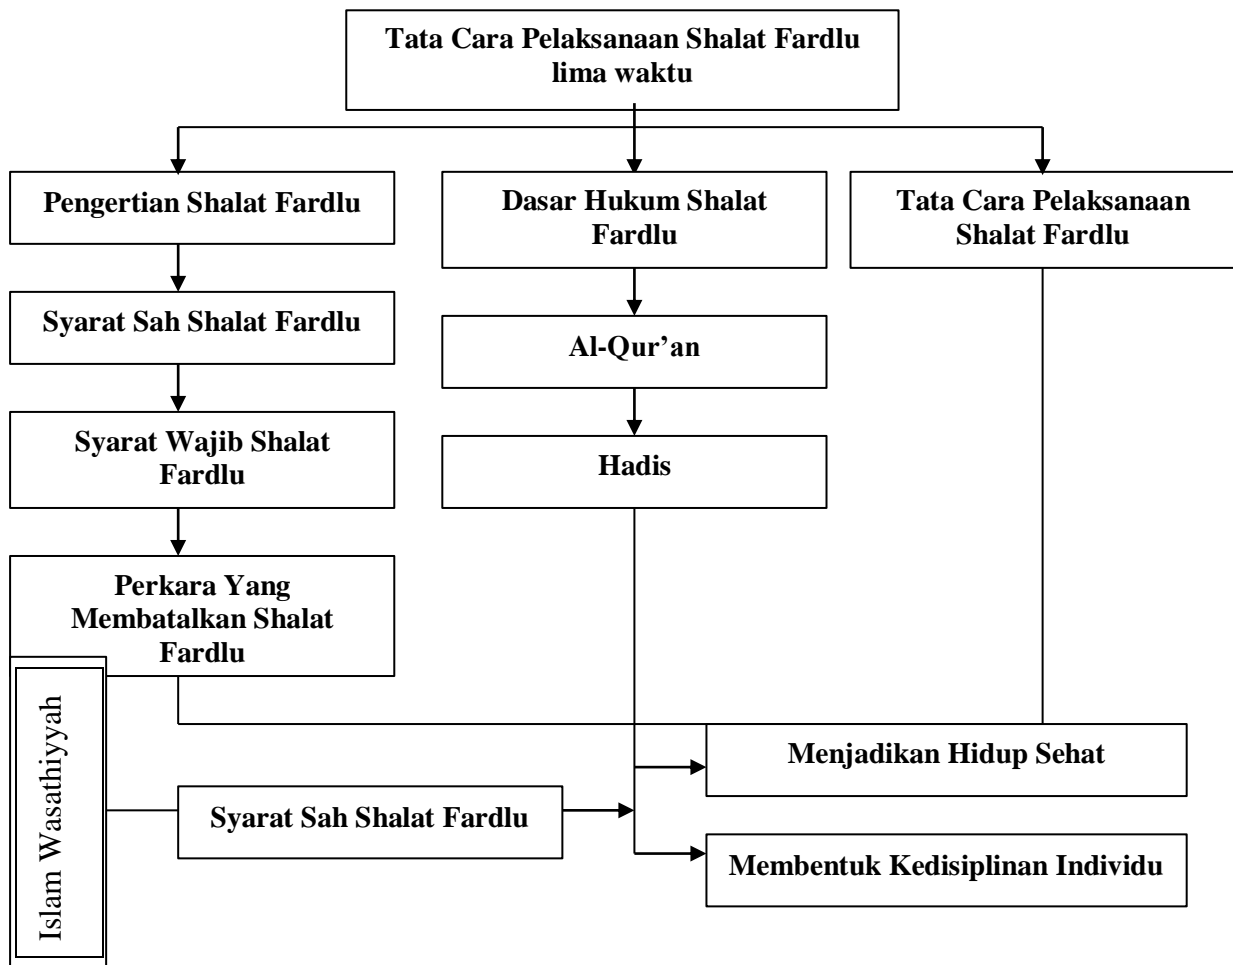 Tata Cara Pelaksanaan Shalat Fardlu
lima waktu
Pengertian Shalat Fardlu
Dasar Hukum Shalat
Fardlu
Tata Cara Pelaksanaan
Shalat Fardlu
Syarat Sah Shalat Fardlu
Al-Qur’an
Syarat Wajib Shalat
Fardlu
Hadis
Perkara Yang
Membatalkan Shalat
Fardlu
Islam Wasathiyyah
Menjadikan Hidup Sehat
Syarat Sah Shalat Fardlu
Membentuk Kedisiplinan Individu